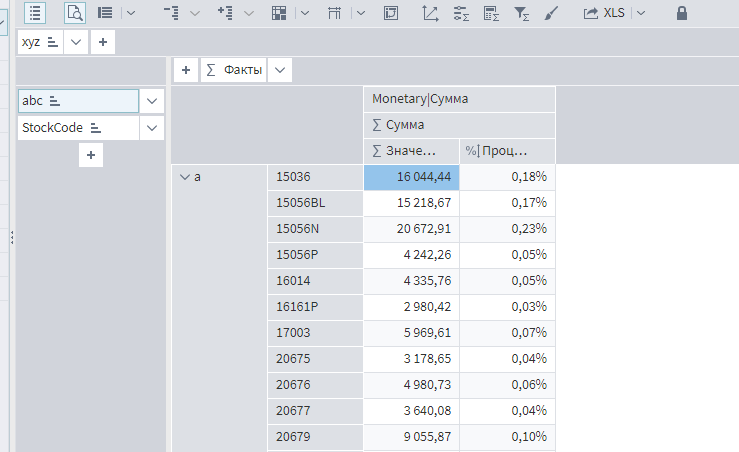 XLS
xyz
Факты
abc
StockCode
Monetary|Сумма
∑ Сумма
∑ Значе... %] Проц...
a 15036 16 044,44 0,18%
15056BL 15 218,67 0,17%
15056N 20 672,91 0,23%
15056P 4 242,26 0,05%
16014 4 335,76 0,05%
16161P 2 980,42 0,03%
17003 5 969,61 0,07%
20675 3 178,65 0,04%
20676 4 980,73 0,06%
20677 3 640,08 0,04%
20679 9 055,87 0,10%